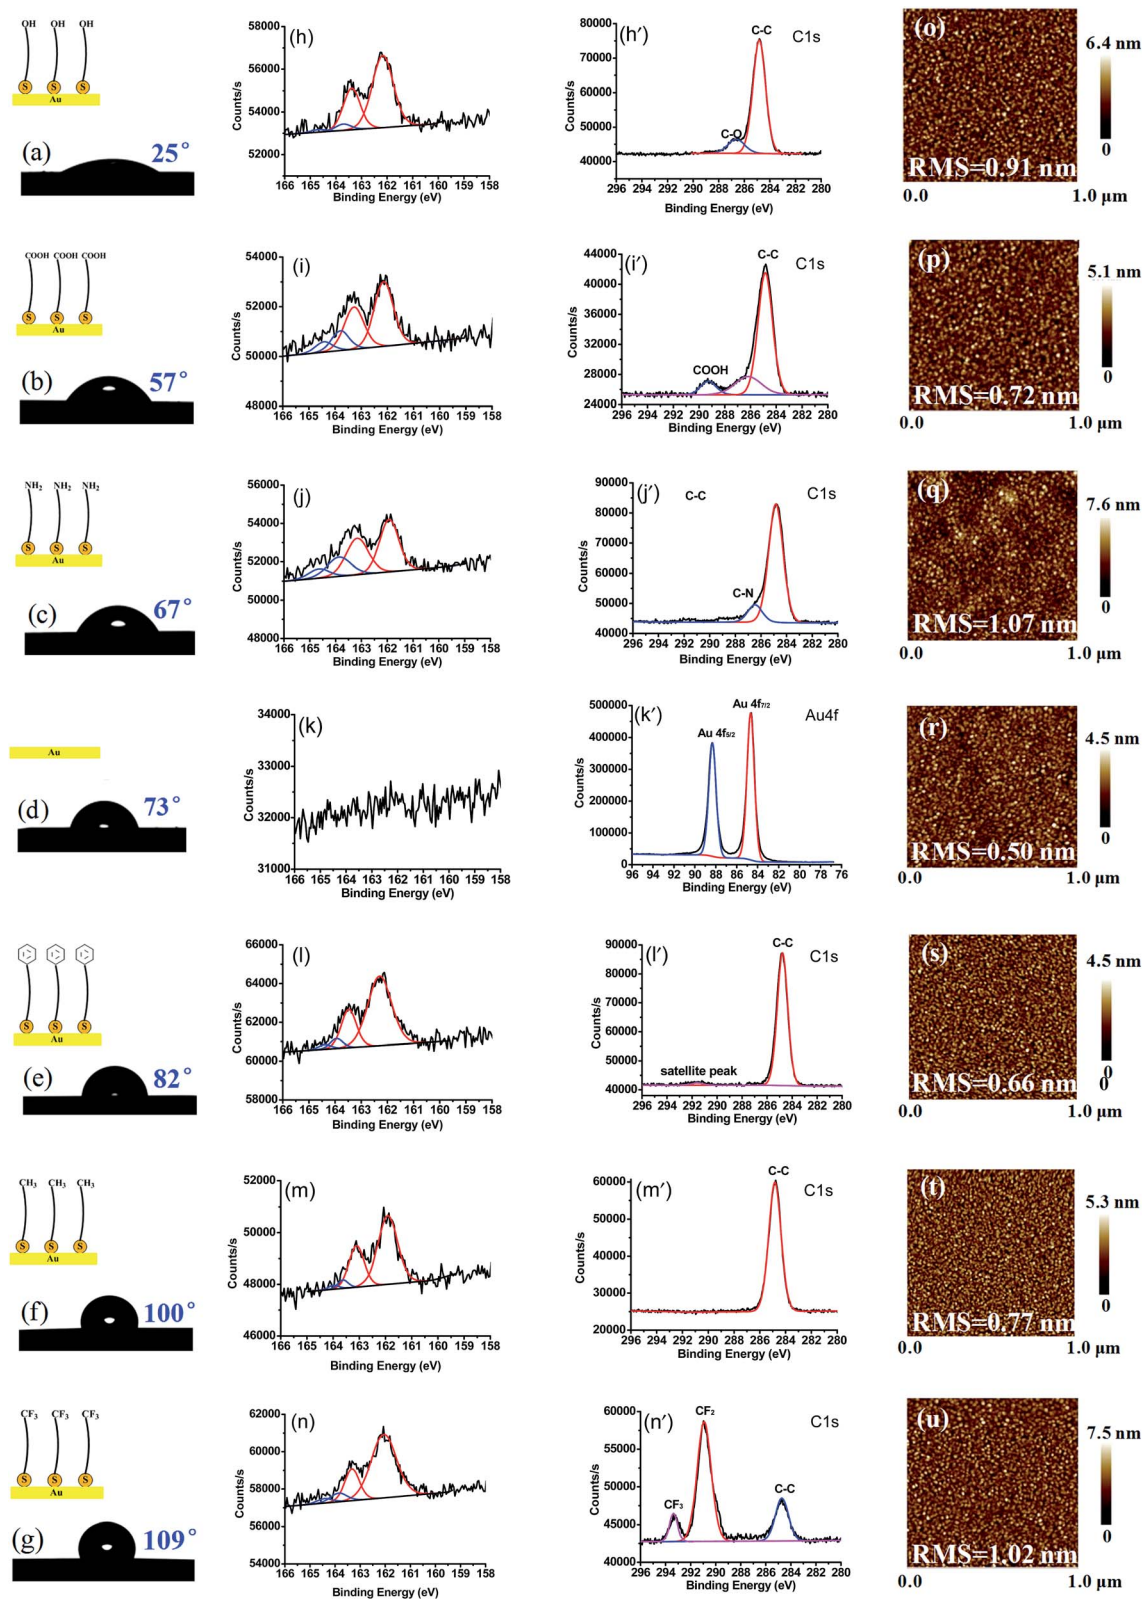 OH OH OH
S S S
Au
(a)
25°
(h)
58000
56000
54000
52000
Counts/s
166 165 164 163 162 161 160 159 158
Binding Energy (eV)
(h′)
C-C
C1s
C-O
80000
70000
60000
50000
40000
Counts/s
296 294 292 290 288 286 284 282 280
Binding Energy (eV)
(o)
RMS=0.91 nm
6.4 nm
0
0.0 1.0 μm
COOH COOH COOH
S S S
Au
(b)
57°
(i)
54000
52000
50000
48000
Counts/s
166 165 164 163 162 161 160 159 158
Binding Energy (eV)
(i′)
C-C
C1s
COOH
44000
40000
36000
32000
28000
24000
Counts/s
296 294 292 290 288 286 284 282 280
Binding Energy (eV)
(p)
RMS=0.72 nm
5.1 nm
0
0.0 1.0 μm
NH2 NH2 NH2
S S S
Au
(c)
67°
(j)
56000
54000
52000
50000
48000
Counts/s
166 165 164 163 162 161 160 159 158
Binding Energy (eV)
(j′)
C-C
C1s
C-N
90000
80000
70000
60000
50000
40000
Counts/s
296 294 292 290 288 286 284 282 280
Binding Energy (eV)
(q)
RMS=1.07 nm
7.6 nm
0
0.0 1.0 μm
Au
(d)
73°
(k)
34000
33000
32000
31000
Counts/s
166 165 164 163 162 161 160 159 158
Binding Energy (eV)
(k′)
Au 4f7/2
Au4f
Au 4f5/2
500000
400000
300000
200000
100000
0
Counts/s
96 94 92 90 88 86 84 82 80 78 76
Binding Energy (eV)
(r)
RMS=0.50 nm
4.5 nm
0
0.0 1.0 μm
S S S
Au
(e)
82°
(l)
66000
64000
62000
60000
58000
Counts/s
166 165 164 163 162 161 160 159 158
Binding Energy (eV)
(l′)
C-C
C1s
satellite peak
90000
80000
70000
60000
50000
40000
Counts/s
296 294 292 290 288 286 284 282 280
Binding Energy (eV)
(s)
RMS=0.66 nm
4.5 nm
0
0
0.0 1.0 μm
CH3 CH3 CH3
S S S
Au
(f)
100°
(m)
52000
50000
48000
46000
Counts/s
166 165 164 163 162 161 160 159 158
Binding Energy (eV)
(m′)
C-C
C1s
60000
50000
40000
30000
20000
Counts/s
296 294 292 290 288 286 284 282 280
Binding Energy (eV)
(t)
RMS=0.77 nm
5.3 nm
0
0.0 1.0 μm
CF3 CF3 CF3
S S S
Au
(g)
109°
(n)
62000
60000
58000
56000
54000
Counts/s
166 165 164 163 162 161 160 159 158
Binding Energy (eV)
(n′)
CF2
C1s
CF3
C-C
60000
55000
50000
45000
40000
Counts/s
296 294 292 290 288 286 284 282 280
Binding Energy (eV)
(u)
RMS=1.02 nm
7.5 nm
0
0.0 1.0 μm